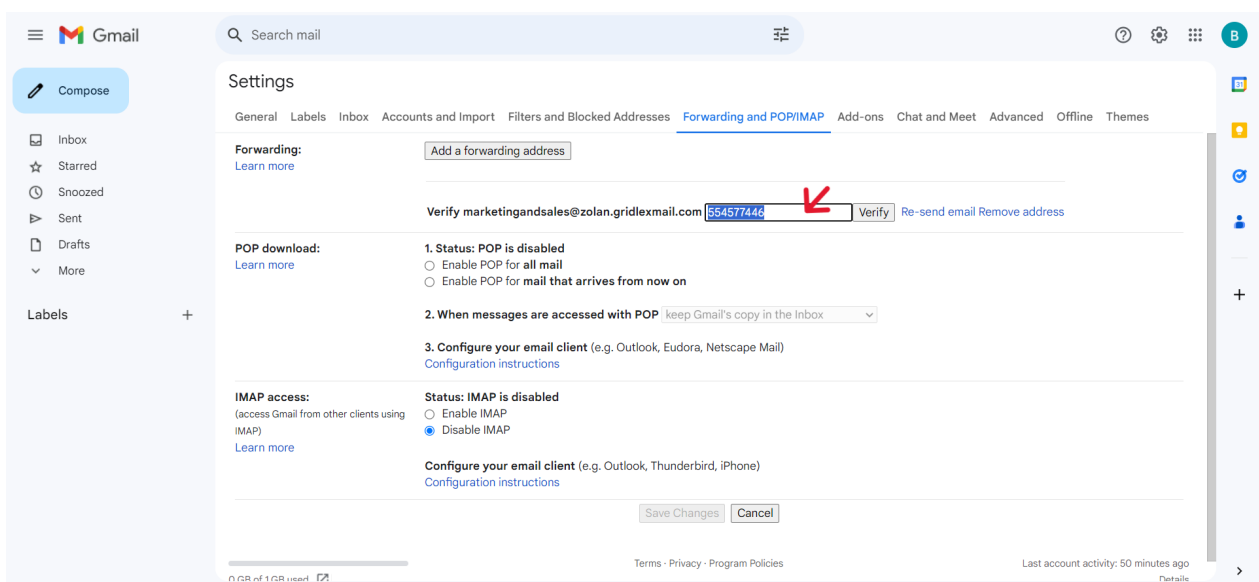 Gmail
Search mail
B
Compose
Inbox
Starred
Snoozed
Sent
Drafts
More
Labels
Settings
General Labels Inbox Accounts and Import Filters and Blocked Addresses Forwarding and POP/IMAP Add-ons Chat and Meet Advanced Offline Themes
Forwarding:
Learn more
Add a forwarding address
Verify marketingandsales@zolan.gridlexmail.com 554577446 Verify Re-send email Remove address
POP download:
Learn more
1. Status: POP is disabled
Enable POP for all mail
Enable POP for mail that arrives from now on
2. When messages are accessed with POP keep Gmail's copy in the Inbox
3. Configure your email client (e.g. Outlook, Eudora, Netscape Mail)
Configuration instructions
IMAP access:
(access Gmail from other clients using
IMAP)
Learn more
Status: IMAP is disabled
Enable IMAP
Disable IMAP
Configure your email client (e.g. Outlook, Thunderbird, iPhone)
Configuration instructions
Save Changes Cancel
0 GB of 1 GB used
Terms · Privacy · Program Policies
Last account activity: 50 minutes ago
Details
31